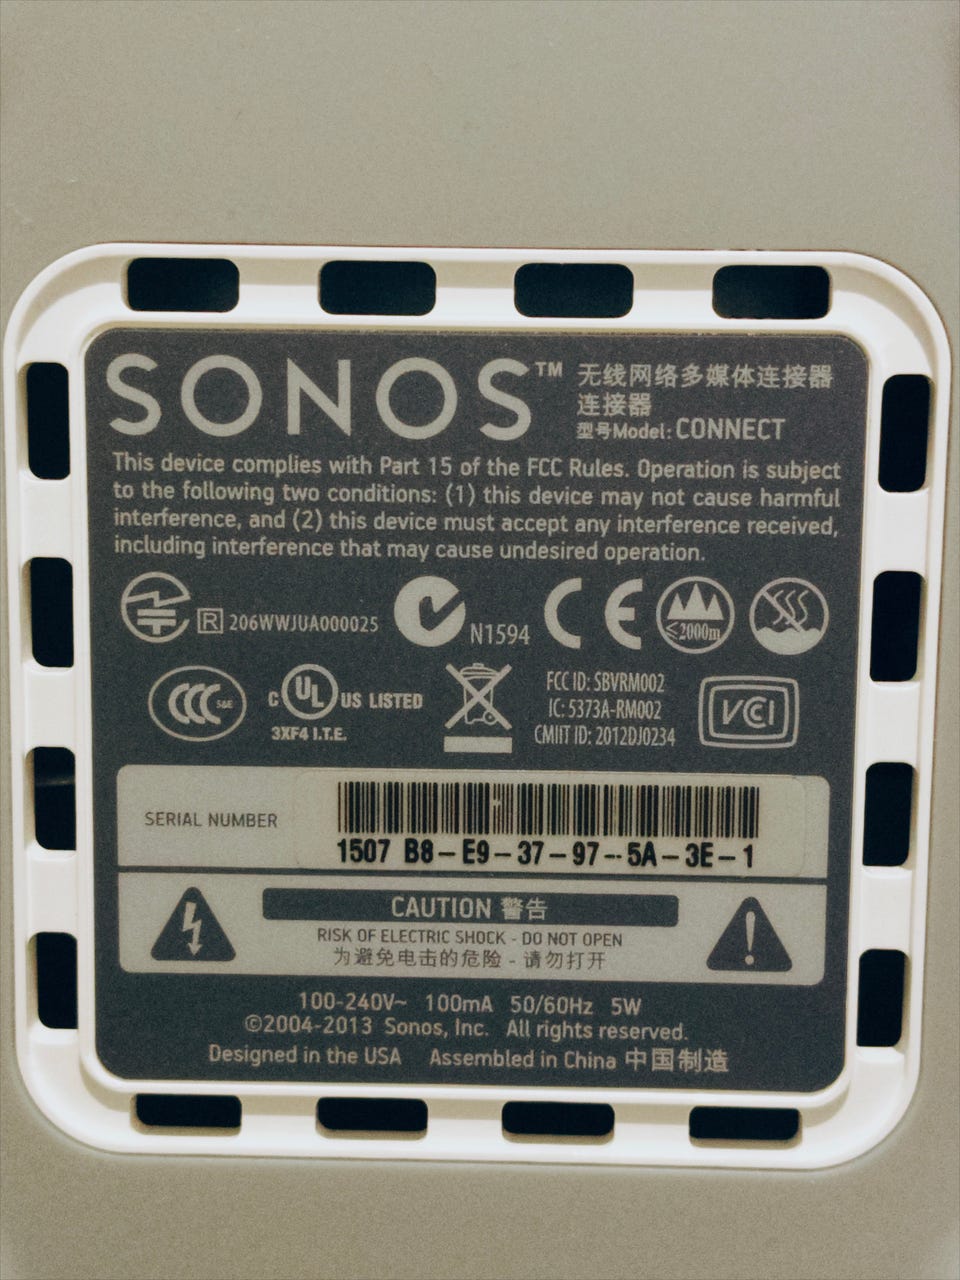 SONOS™
无线网络多媒体连接器
连接器
型号Model: CONNECT
This device complies with Part 15 of the FCC Rules. Operation is subject
to the following two conditions: (1) this device may not cause harmful
interference, and (2) this device must accept any interference received,
including interference that may cause undesired operation.
R 206WWJUA000025
N1594
CE
≤2000m
CCC S&E
C UL US LISTED
3XF4 I.T.E.
FCC ID: SBVRM002
IC: 5373A-RM002
CMIIT ID: 2012DJ0234
VCCI
SERIAL NUMBER
1507 B8-E9-37-97-5A-3E-1
CAUTION 警告
RISK OF ELECTRIC SHOCK - DO NOT OPEN
为避免电击的危险 - 请勿打开
100-240V~ 100mA 50/60Hz 5W
©2004-2013 Sonos, Inc. All rights reserved.
Designed in the USA Assembled in China 中国制造